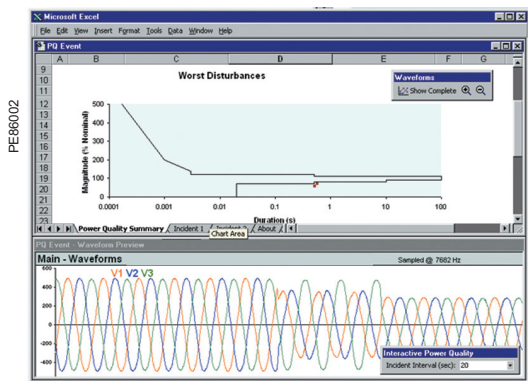 PE86002
Microsoft Excel
File Edit View Insert Format Tools Data Window Help
PQ Event
A B C D E F G
9
10
11
12
13
14
15
16
17
18
19
20
21
22
23
Worst Disturbances
Waveforms
Show Complete
Magnitude (% Nominal)
500
400
300
200
100
0
0.0001 0.001 0.01 0.1 1 10 100
Duration (s)
Power Quality Summary Incident 1 Incident 2 About
Chart Area
PQ Event - Waveform Preview
Main - Waveforms
Sampled @ 7682 Hz
V1 V2 V3
600
400
200
0
-200
-400
Interactive Power Quality
Incident Interval (sec): 20